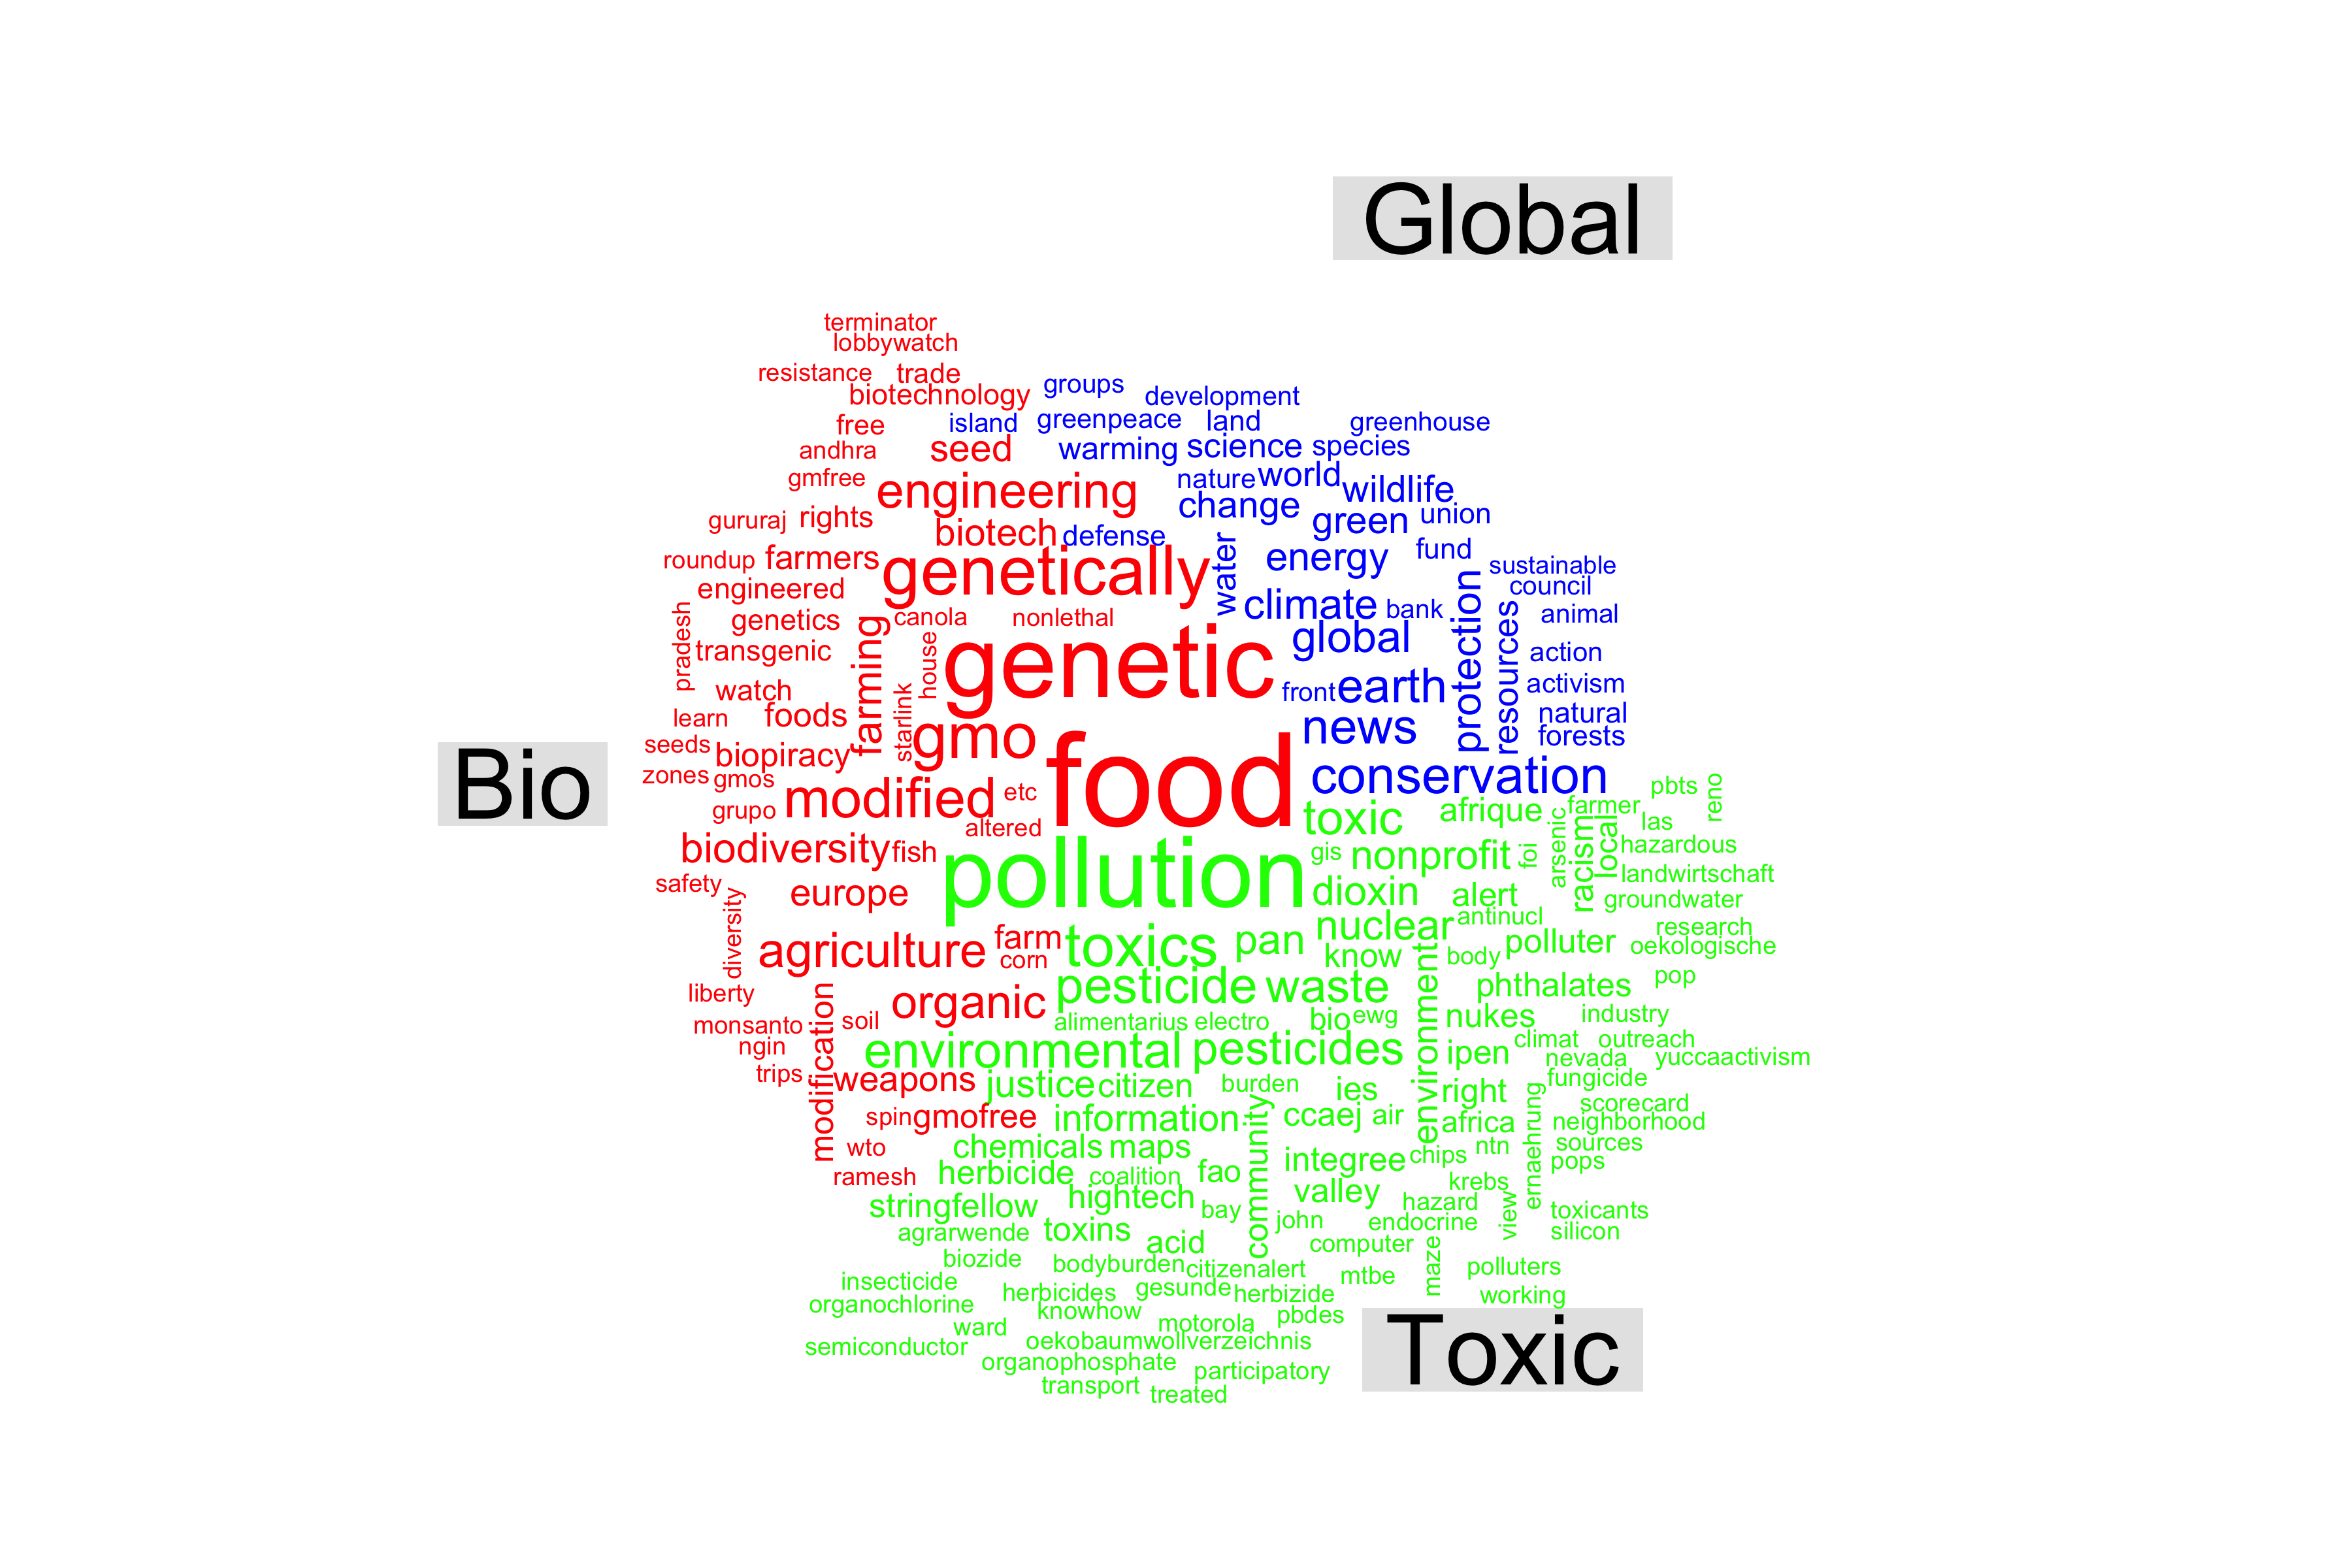 Global
terminator
lobbywatch
resistance trade
biotechnology groups development
free island greenpeace land greenhouse
andhra seed warming science species
gmfree engineering nature world wildlife
change green union
gururaj rights biotech defense
roundup farmers genetically water energy fund sustainable
engineered climate bank protection council
pradesh genetics canola nonlethal global resources animal
transgenic farming house genetic action
watch starlink front earth activism
learn foods gmo news natural
seeds biopiracy forests
Bio
zones gmos modified etc food conservation pbts reno
grupo altered toxic afrique farmer las
biodiversity fish pollution gis nonprofit foi arsenic racism local hazardous
safety europe dioxin alert landwirtschaft
diversity groundwater
agriculture farm toxics pan nuclear antinucl research
corn know body polluter oekologische
liberty organic pesticide waste environment phthalates pop
monsanto modification soil alimentarius electro bio ewg nukes industry
ngin environmental pesticides ipen climat outreach
nevada yuccaactivism
trips weapons justice citizen burden ies right fungicide
spin gmofree information community ccaej air africa ernaehrung scorecard
neighborhood
wto chemicals maps integree chips ntn sources
ramesh herbicide coalition fao pops
stringfellow hightech bay valley hazard krebs view toxicants
agrarwende toxins acid john endocrine silicon
biozide bodyburden citizenalert computer mtbe maze polluters
insecticide herbicides gesunde herbizide working
organochlorine knowhow motorola pbdes
ward
semiconductor oekobaumwollverzeichnis
organophosphate participatory
transport treated
Toxic